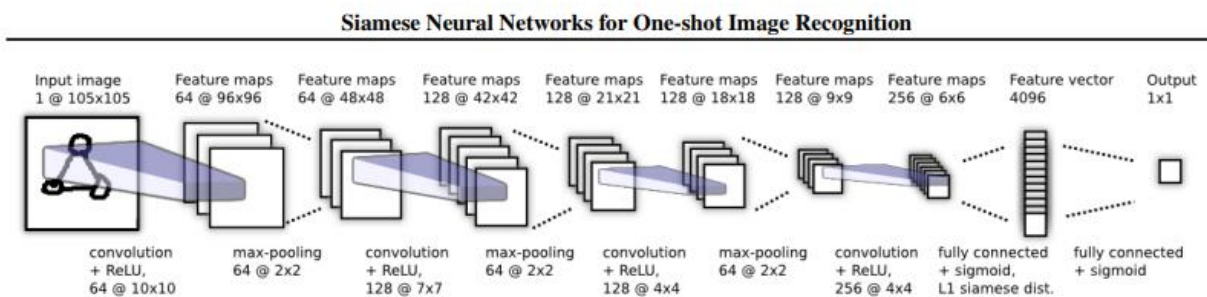 Siamese Neural Networks for One-shot Image Recognition
Input image
1 @ 105x105
Feature maps
64 @ 96x96
Feature maps
64 @ 48x48
Feature maps
128 @ 42x42
Feature maps
128 @ 21x21
Feature maps
128 @ 18x18
Feature maps
128 @ 9x9
Feature maps
256 @ 6x6
Feature vector
4096
Output
1x1
convolution
+ ReLU,
64 @ 10x10
max-pooling
64 @ 2x2
convolution
+ ReLU,
128 @ 7x7
max-pooling
64 @ 2x2
convolution
+ ReLU,
128 @ 4x4
max-pooling
64 @ 2x2
convolution
+ ReLU,
256 @ 4x4
fully connected
+ sigmoid,
L1 siamese dist.
fully connected
+ sigmoid